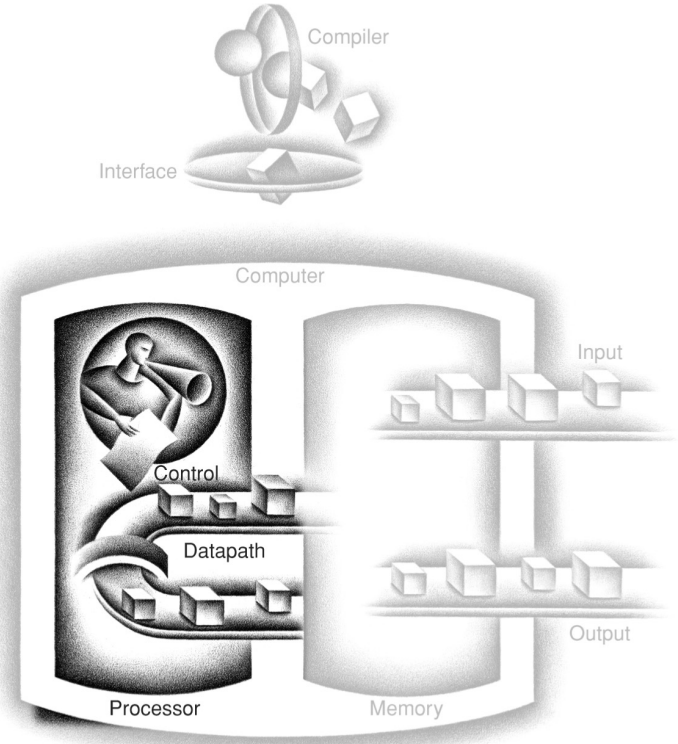 Compiler
Interface
Computer
Input
Control
Datapath
Output
Processor
Memory